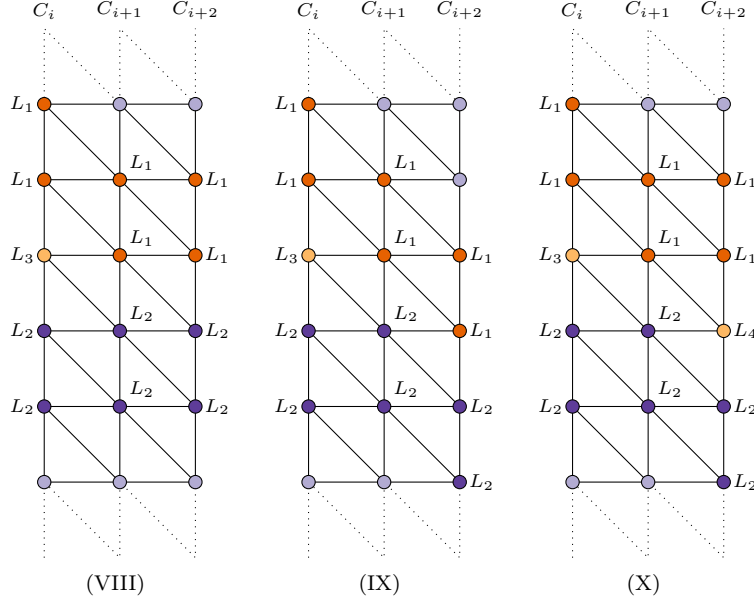 C_i C_{i+1} C_{i+2} C_i C_{i+1} C_{i+2} C_i C_{i+1} C_{i+2}
L_1 L_1 L_1
L_1 L_1 L_1 L_1 L_1 L_1 L_1 L_1
L_3 L_1 L_1 L_3 L_1 L_1 L_3 L_1 L_1
L_2 L_2 L_2 L_2 L_2 L_1 L_2 L_2 L_4
L_2 L_2 L_2 L_2 L_2 L_2 L_2 L_2 L_2
L_2 L_2
(VIII) (IX) (X)